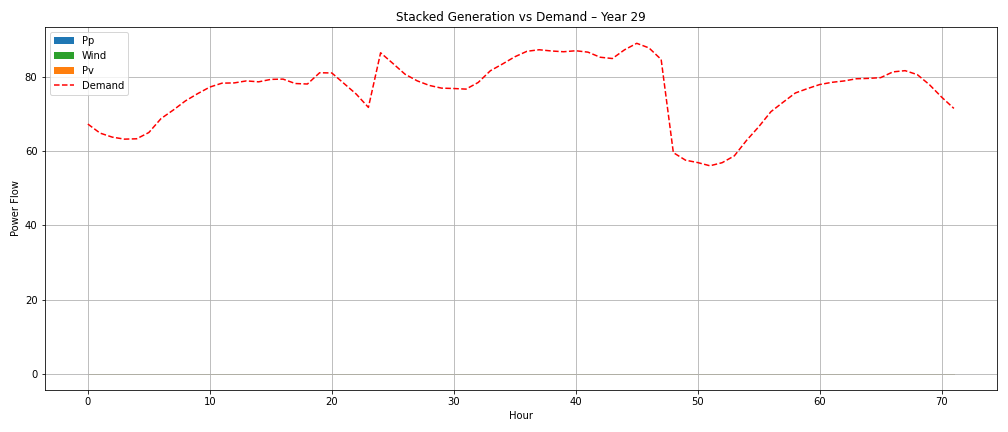 Stacked Generation vs Demand – Year 29
Pp
Wind
Pv
Demand
Power Flow
80
60
40
20
0
0 10 20 30 40 50 60 70
Hour